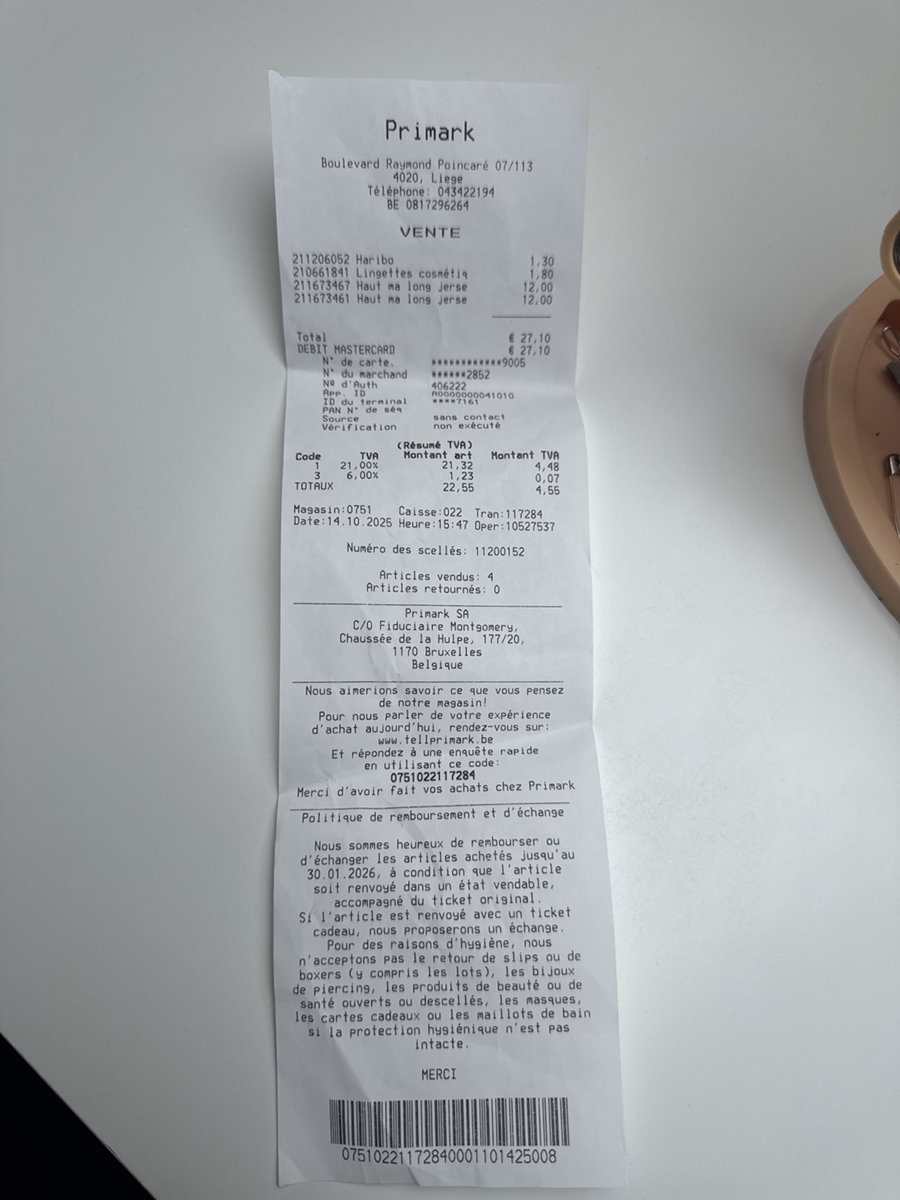 Primark
Boulevard Raymond Poincaré 07/113
4020, Liege
Téléphone: 043422194
BE 0817296264
VENTE
211206052 Haribo 1,30
210661841 Lingettes cosmétiq 1,80
211673467 Haut ma long jerse 12,00
211673461 Haut ma long jerse 12,00
Total € 27,10
DEBIT MASTERCARD € 27,10
N° de carte. ************9005
N° du marchand ******2852
Nº d'Auth 406222
App. ID A0000000041010
ID du terminal ****7161
PAN N° de séq
Source sans contact
Vérification non exécuté
(Résumé TVA)
Code TVA Montant art Montant TVA
1 21,00% 21,32 4,48
3 6,00% 1,23 0,07
TOTAUX 22,55 4,55
Magasin:0751 Caisse:022 Tran:117284
Date:14.10.2025 Heure:15:47 Oper:10527537
Numéro des scellés: 11200152
Articles vendus: 4
Articles retournés: 0
Primark SA
C/O Fiduciaire Montgomery,
Chaussée de la Hulpe, 177/20,
1170 Bruxelles
Belgique
Nous aimerions savoir ce que vous pensez
de notre magasin!
Pour nous parler de votre expérience
d'achat aujourd'hui, rendez-vous sur:
www.tellprimark.be
Et répondez à une enquête rapide
en utilisant ce code:
0751022117284
Merci d'avoir fait vos achats chez Primark
Politique de remboursement et d'échange
Nous sommes heureux de rembourser ou
d'échanger les articles achetés jusqu'au
30.01.2026, à condition que l'article
soit renvoyé dans un état vendable,
accompagné du ticket original.
Si l'article est renvoyé avec un ticket
cadeau, nous proposerons un échange.
Pour des raisons d'hygiène, nous
n'acceptons pas le retour de slips ou de
boxers (y compris les lots), les bijoux
de piercing, les produits de beauté ou de
santé ouverts ou descellés, les masques,
les cartes cadeaux ou les maillots de bain
si la protection hygiénique n'est pas
intacte.
MERCI
07510221172840001101425008